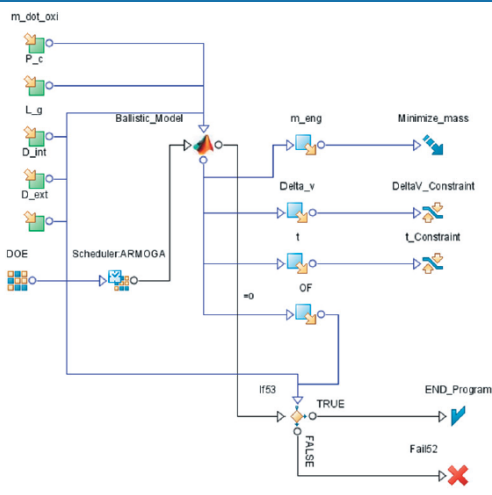 m_dot_oxi
P_c
L_g
Ballistic_Model
m_eng
Minimize_mass
D_int
D_ext
Delta_v
DeltaV_Constraint
t
t_Constraint
DOE
Scheduler:ARMOGA
OF
=0
If53
TRUE
END_Program
FALSE
Fail52